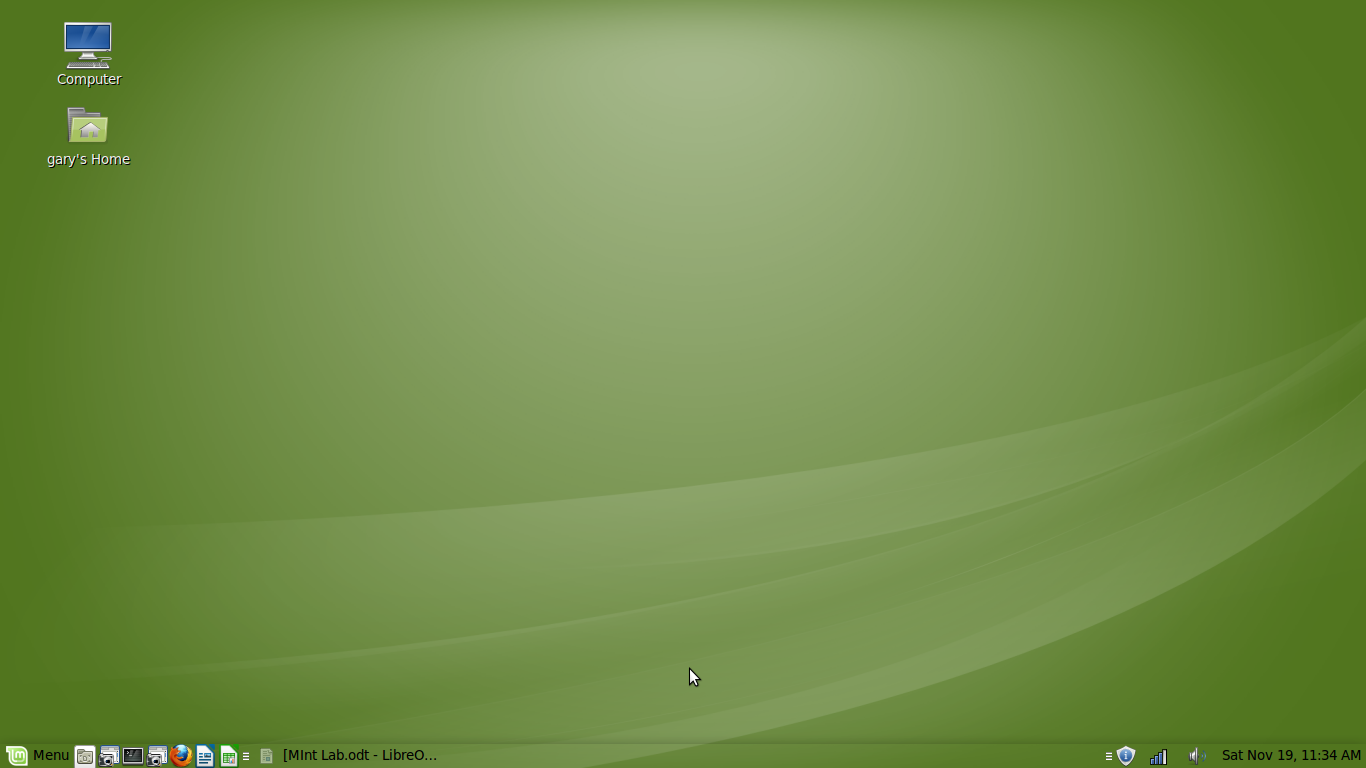 Computer
gary's Home
Menu
[MInt Lab.odt - LibreO...
Sat Nov 19, 11:34 AM